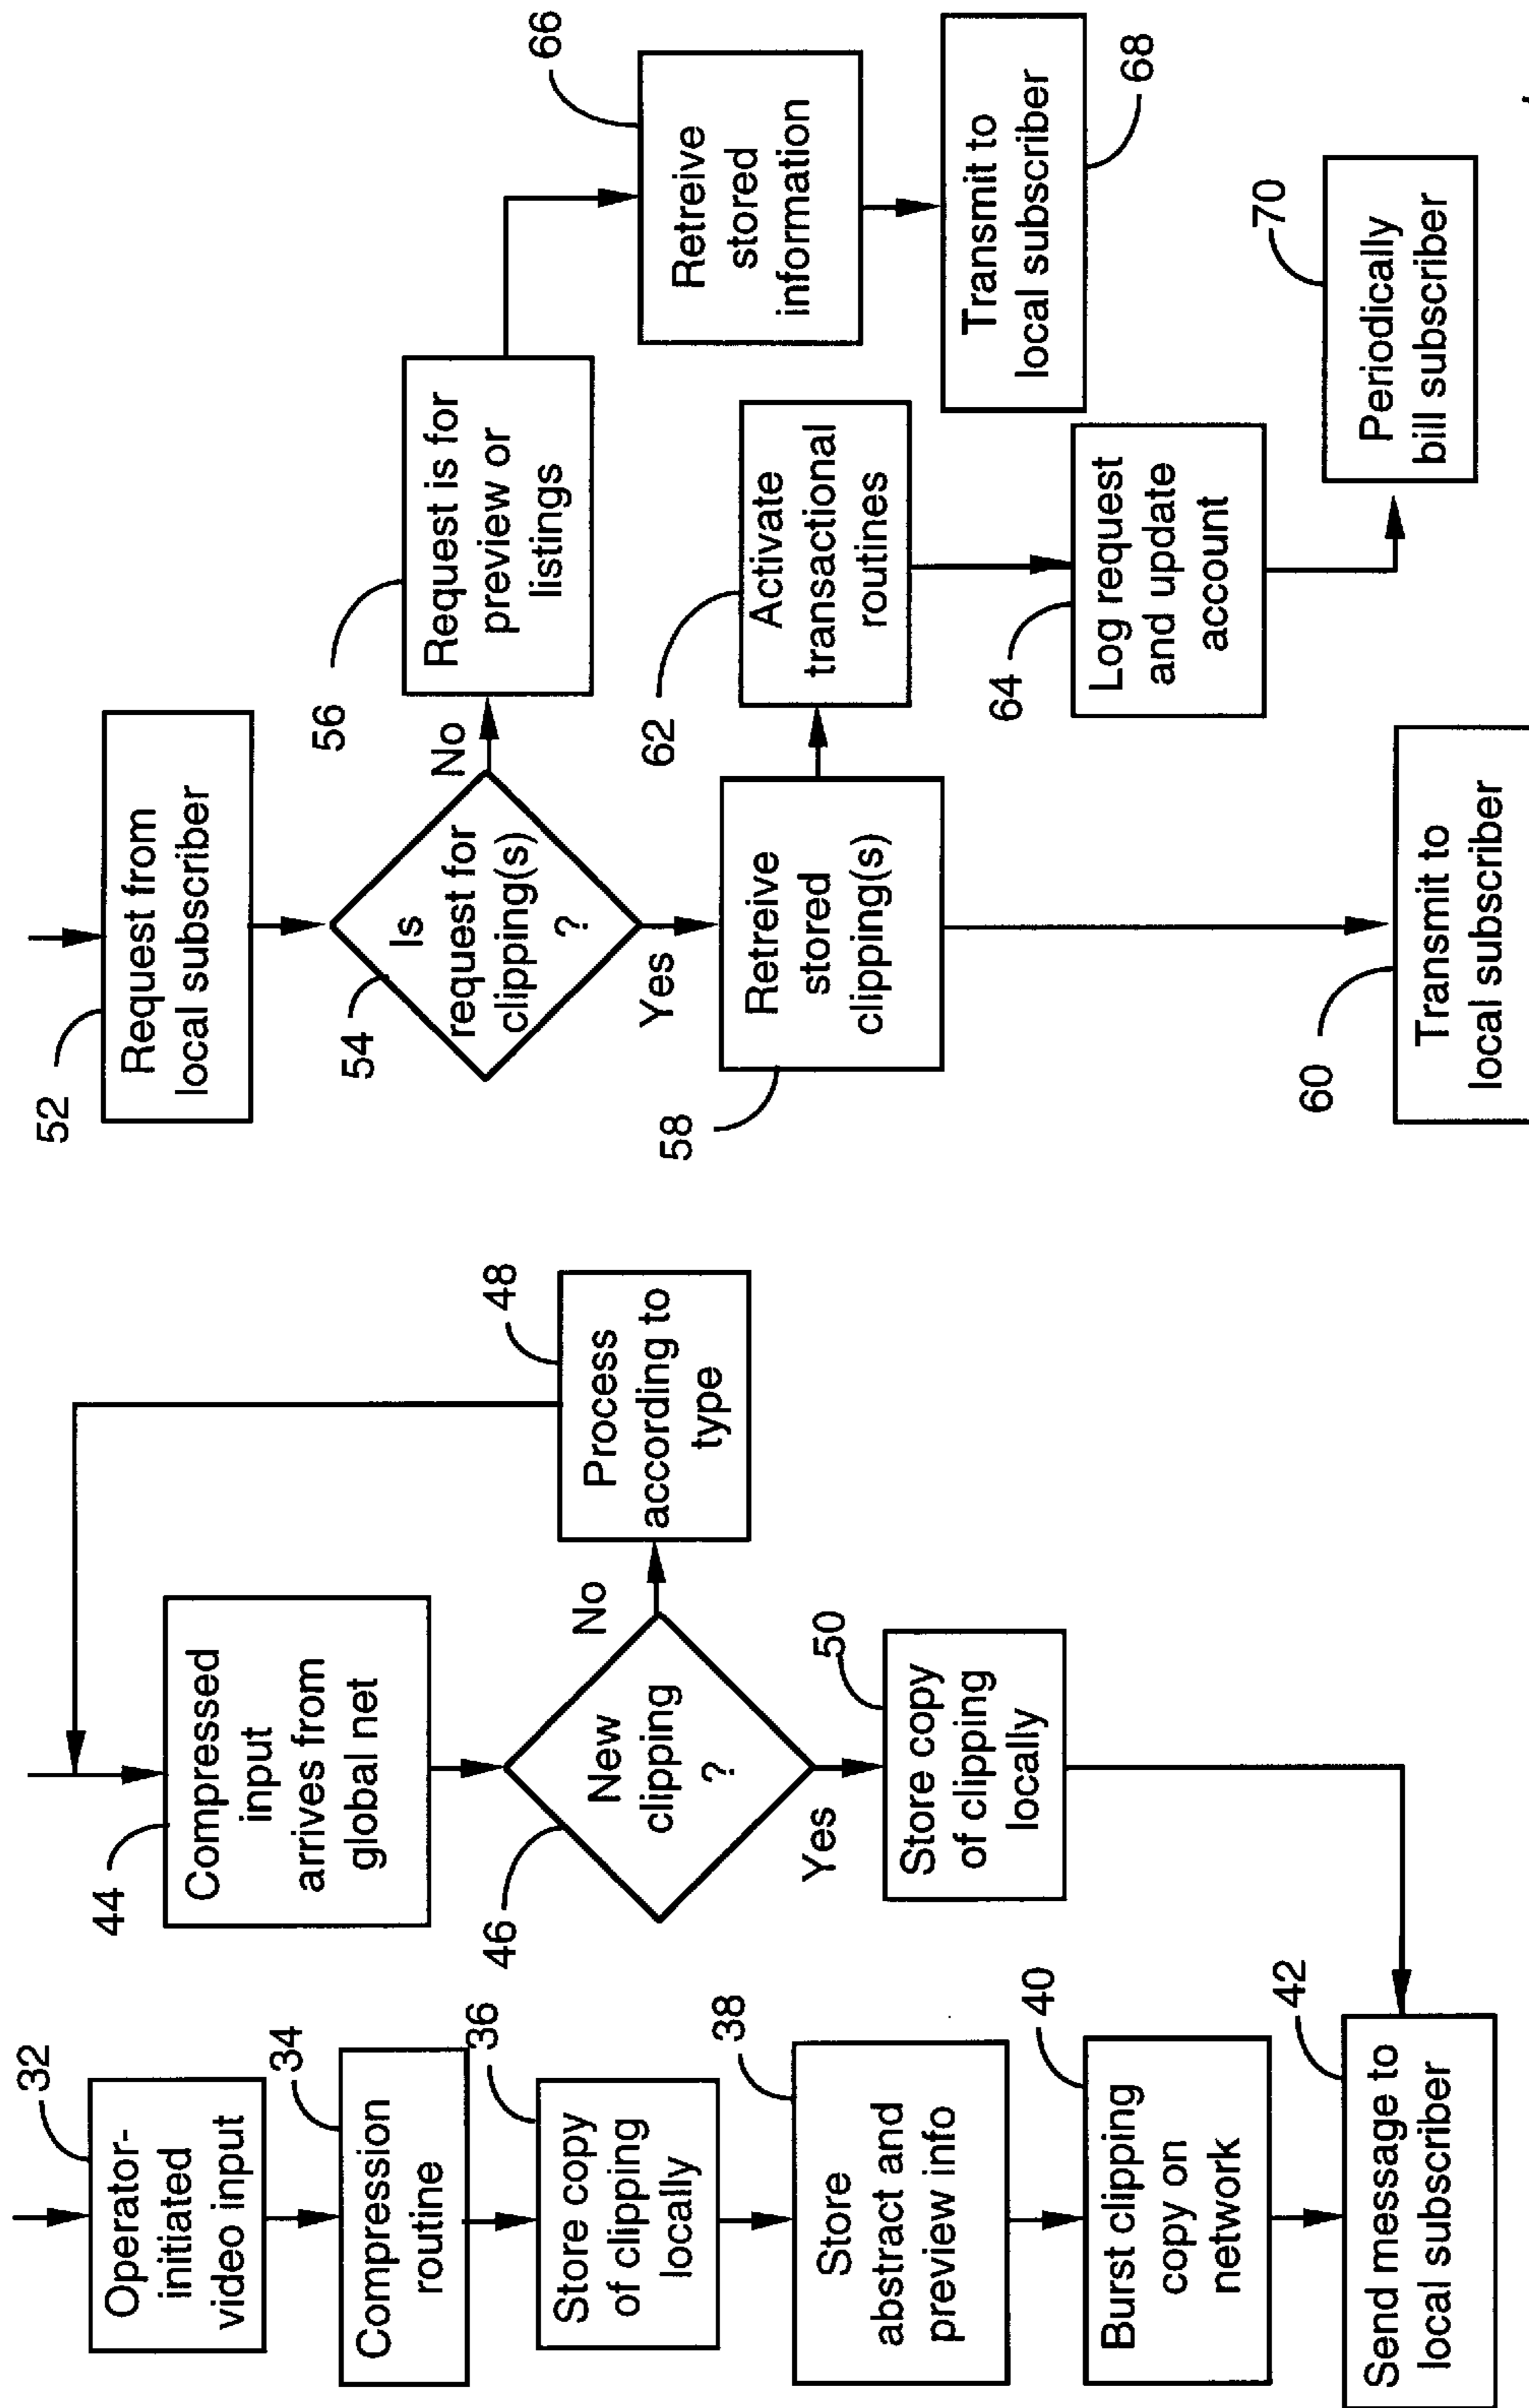 32
Operator-
initiated
video input
34
Compression
routine
36
Store copy
of clipping
locally
38
Store
abstract and
preview info
40
Burst clipping
copy on
network
42
Send message to
local subscriber
44
Compressed
input
arrives from
global net
46
New
clipping
?
No
48
Process
according to
type
Yes
50
Store copy
of clipping
locally
52
Request from
local subscriber
54
Is
request for
clipping(s)
?
No
56
Request is for
preview or
listings
66
Retreive
stored
information
Transmit to
local subscriber
68
Yes
58
Retreive
stored
clipping(s)
62
Activate
transactional
routines
64
Log request
and update
account
70
Periodically
bill subscriber
60
Transmit to
local subscriber